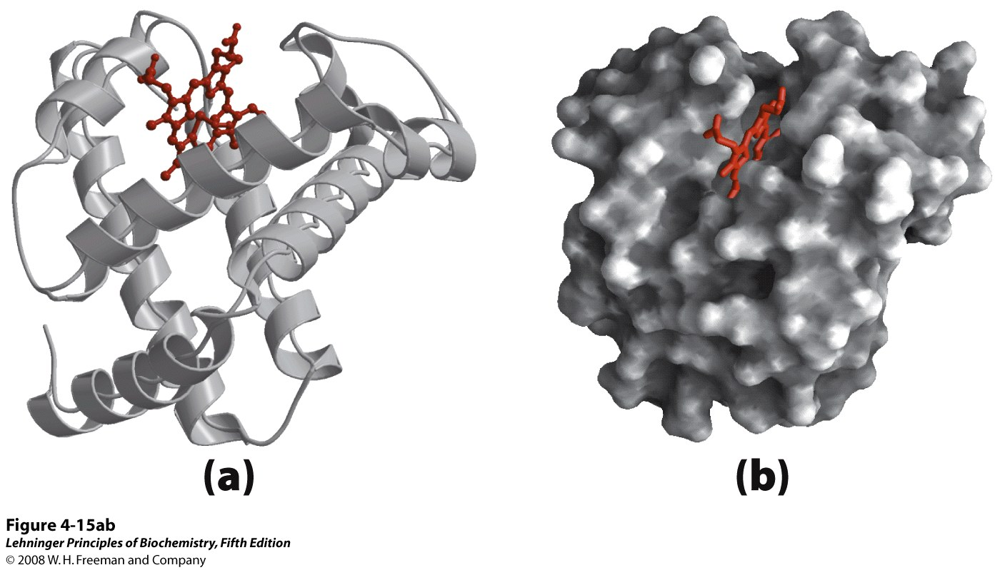 (a)
(b)
Figure 4-15ab
Lehninger Principles of Biochemistry, Fifth Edition
© 2008 W. H. Freeman and Company